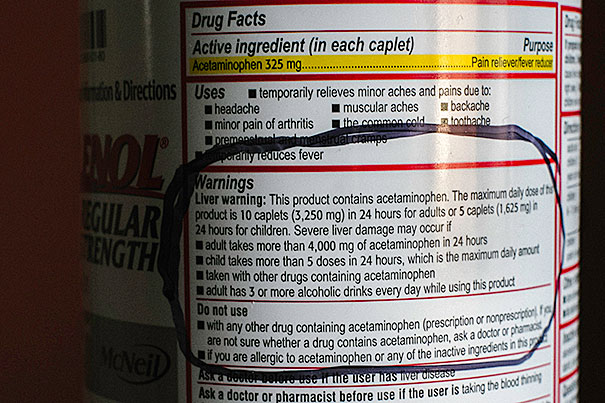 Drug Facts
Active ingredient (in each caplet) Purpose
Acetaminophen 325 mg Pain reliever/fever reducer
Uses ■ temporarily relieves minor aches and pains due to:
■ headache ■ muscular aches ■ backache
■ minor pain of arthritis ■ the common cold ■ toothache
■ premenstrual and menstrual cramps
reduces fever
Warnings
Liver warning: This product contains acetaminophen. The maximum daily dose of this
product is 10 caplets (3,250 mg) in 24 hours for adults or 5 caplets (1,625 mg) in
24 hours for children. Severe liver damage may occur if
■ adult takes more than 4,000 mg of acetaminophen in 24 hours
■ child takes more than 5 doses in 24 hours, which is the maximum daily amount
■ taken with other drugs containing acetaminophen
■ adult has 3 or more alcoholic drinks every day while using this product
Do not use
■ with any other drug containing acetaminophen (prescription or nonprescription). If you
are not sure whether a drug contains acetaminophen, ask a doctor or pharmacist.
■ if you are allergic to acetaminophen or any of the inactive ingredients in this product
Ask a doctor before use if the user has liver disease
Ask a doctor or pharmacist before use if the user is taking the blood thinning
& Directions
ENOL®
EGULAR
RENGTH
McNeil